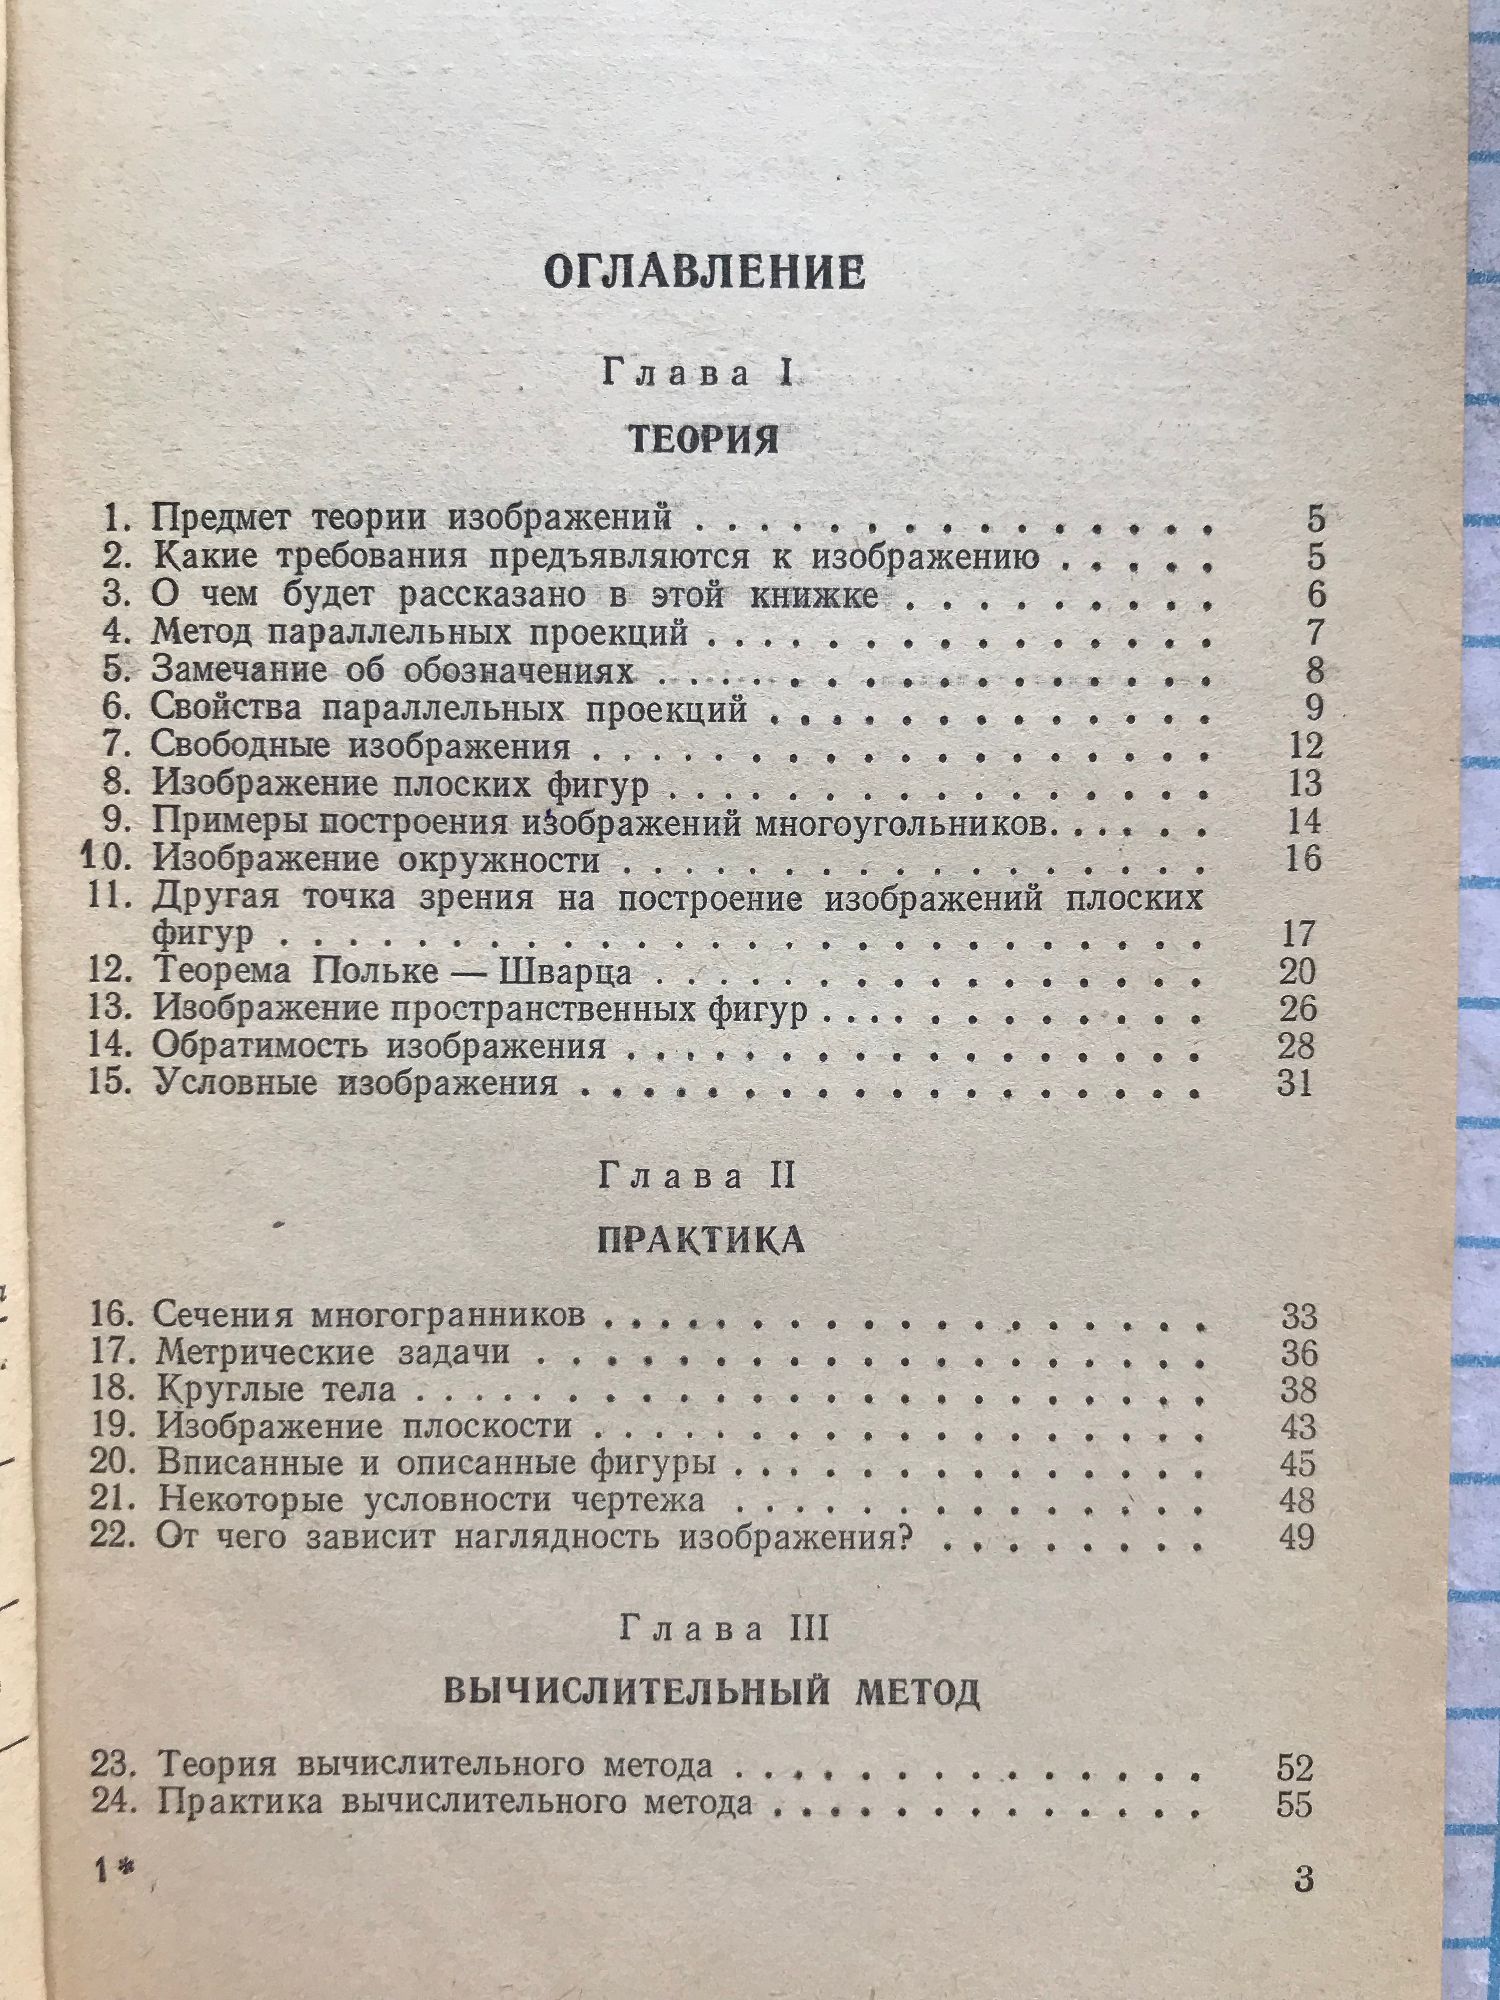 ОГЛАВЛЕНИЕ
Глава I
ТЕОРИЯ
1. Предмет теории изображений . . . . . . . . . . . . . . 5
2. Какие требования предъявляются к изображению . . . . . 5
3. О чем будет рассказано в этой книжке . . . . . . . . . 6
4. Метод параллельных проекций . . . . . . . . . . . . . . 7
5. Замечание об обозначениях . . . . . . . . . . . . . . . 8
6. Свойства параллельных проекций . . . . . . . . . . . . 9
7. Свободные изображения . . . . . . . . . . . . . . . . . 12
8. Изображение плоских фигур . . . . . . . . . . . . . . . 13
9. Примеры построения изображений многоугольников. . . . . . 14
10. Изображение окружности . . . . . . . . . . . . . . . . 16
11. Другая точка зрения на построение изображений плоских
фигур . . . . . . . . . . . . . . . . . . . . . . . . . 17
12. Теорема Польке — Шварца . . . . . . . . . . . . . . . 20
13. Изображение пространственных фигур . . . . . . . . . . . 26
14. Обратимость изображения . . . . . . . . . . . . . . . . 28
15. Условные изображения . . . . . . . . . . . . . . . . . 31
Глава II
ПРАКТИКА
16. Сечения многогранников . . . . . . . . . . . . . . . . 33
17. Метрические задачи . . . . . . . . . . . . . . . . . . 36
18. Круглые тела . . . . . . . . . . . . . . . . . . . . . 38
19. Изображение плоскости . . . . . . . . . . . . . . . . . 43
20. Вписанные и описанные фигуры . . . . . . . . . . . . . 45
21. Некоторые условности чертежа . . . . . . . . . . . . . 48
22. От чего зависит наглядность изображения? . . . . . . . . 49
Глава III
ВЫЧИСЛИТЕЛЬНЫЙ МЕТОД
23. Теория вычислительного метода . . . . . . . . . . . . . 52
24. Практика вычислительного метода . . . . . . . . . . . . 55
1*
3